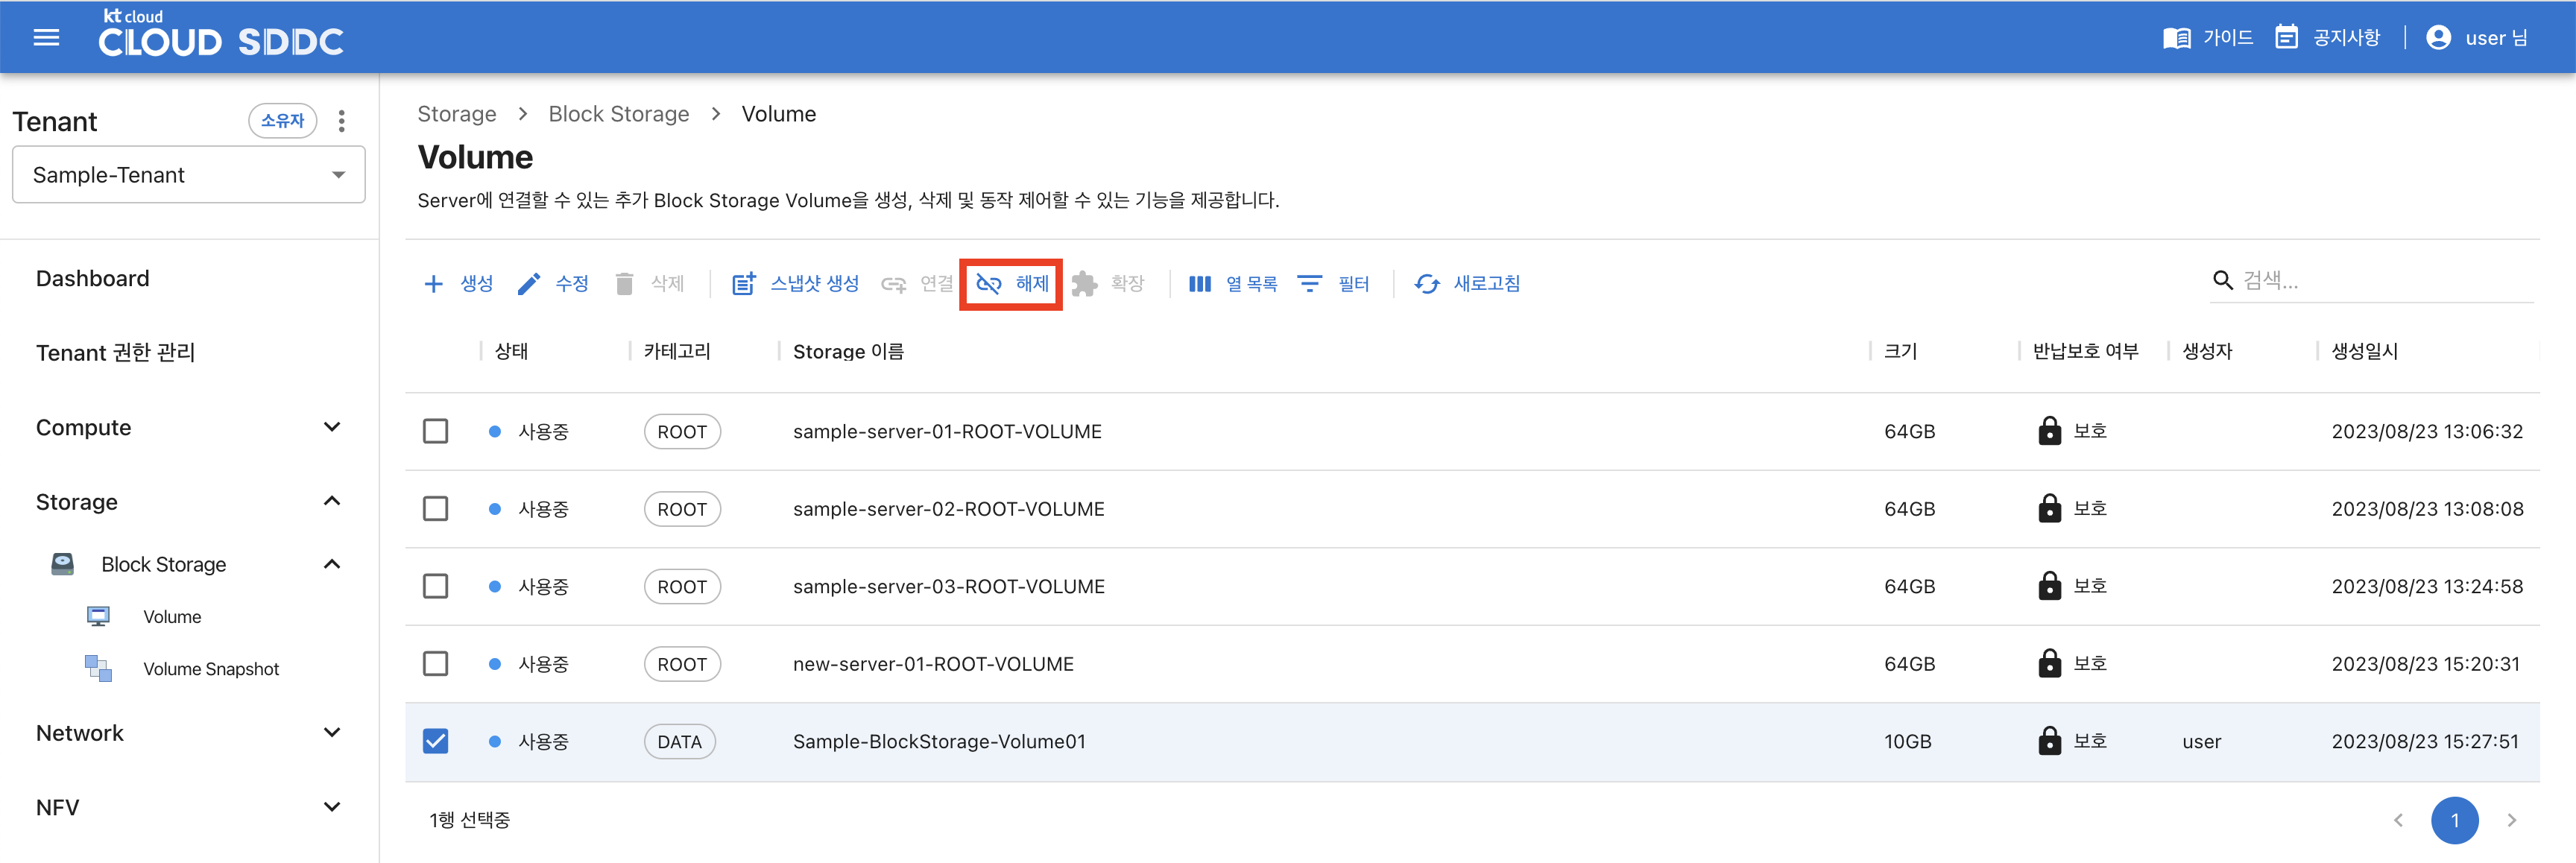 kt cloud
CLOUD SDDC
가이드
공지사항
user 님
Tenant
소유자
Sample-Tenant
Dashboard
Tenant 권한 관리
Compute
Storage
Block Storage
Volume
Volume Snapshot
Network
NFV
Storage > Block Storage > Volume
Volume
Server에 연결할 수 있는 추가 Block Storage Volume을 생성, 삭제 및 동작 제어할 수 있는 기능을 제공합니다.
생성 수정 삭제 스냅샷 생성 연결 해제 확장 열 목록 필터 새로고침 검색...
상태 카테고리 Storage 이름 크기 반납보호 여부 생성자 생성일시
사용중 ROOT sample-server-01-ROOT-VOLUME 64GB 보호 2023/08/23 13:06:32
사용중 ROOT sample-server-02-ROOT-VOLUME 64GB 보호 2023/08/23 13:08:08
사용중 ROOT sample-server-03-ROOT-VOLUME 64GB 보호 2023/08/23 13:24:58
사용중 ROOT new-server-01-ROOT-VOLUME 64GB 보호 2023/08/23 15:20:31
사용중 DATA Sample-BlockStorage-Volume01 10GB 보호 user 2023/08/23 15:27:51
1행 선택중
1